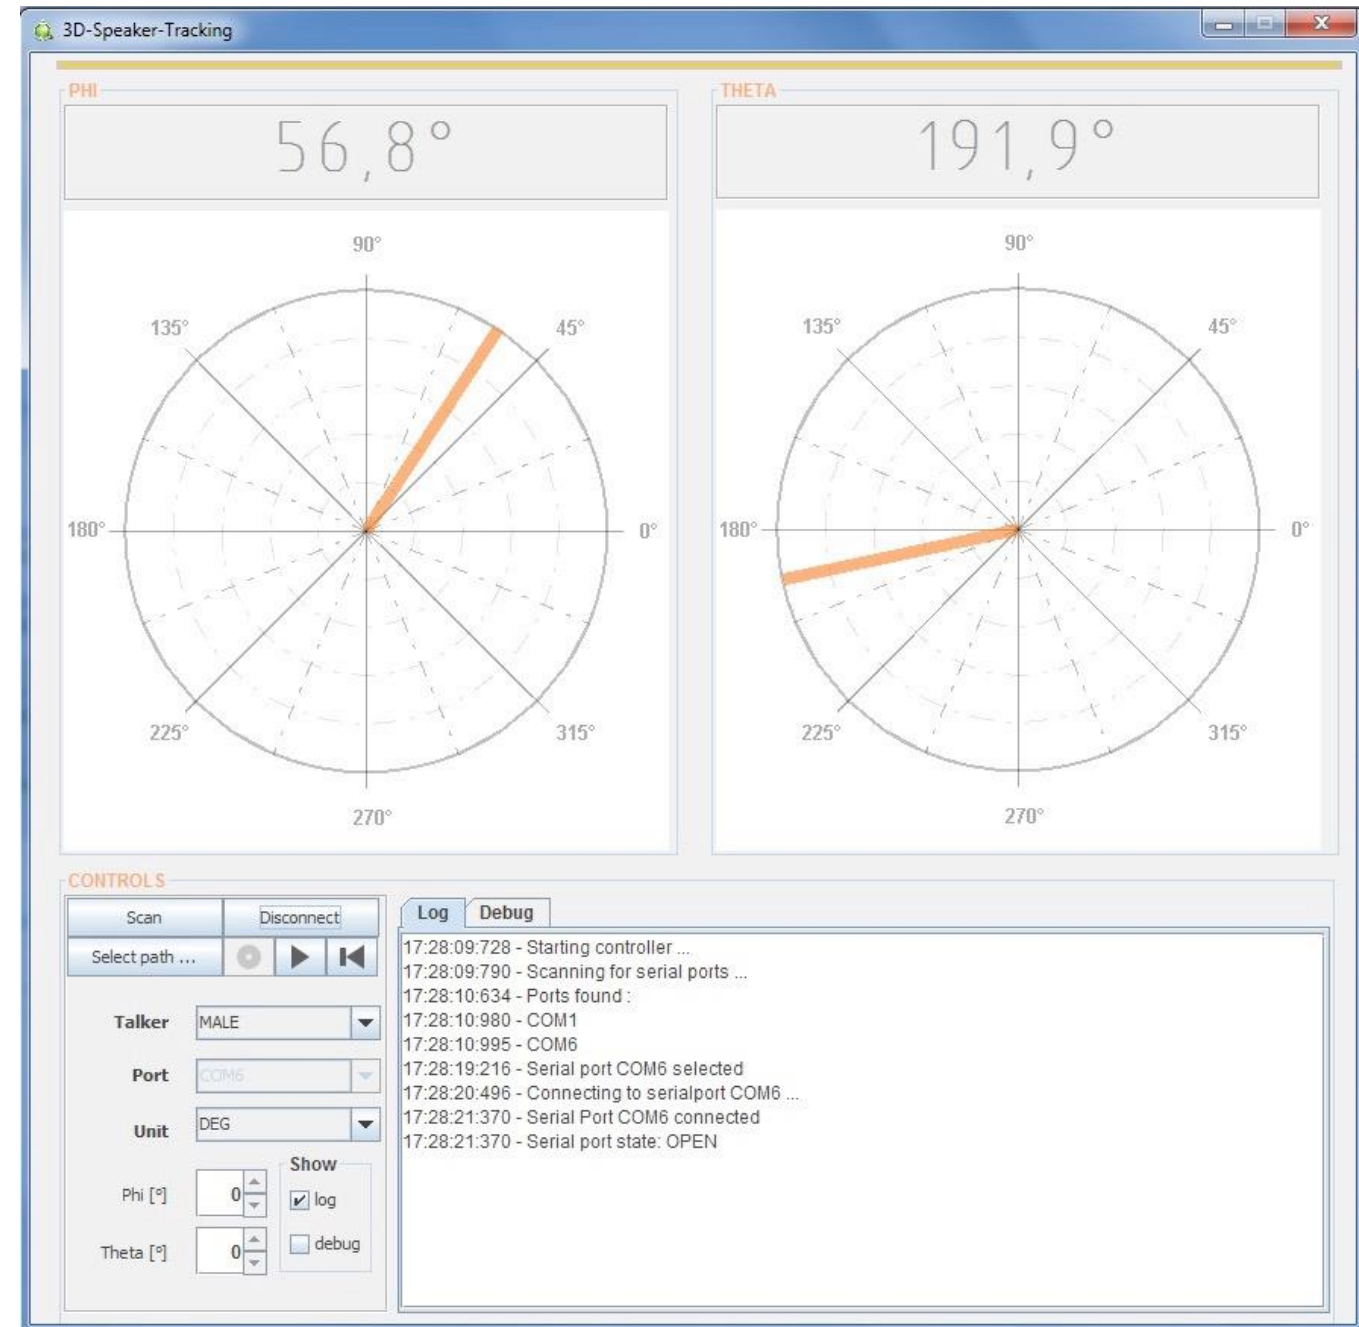 3D-Speaker-Tracking
PHI
56,8°
90°
135°
45°
180°
0°
225°
315°
270°
THETA
191,9°
90°
135°
45°
180°
0°
225°
315°
270°
CONTROLS
Scan
Disconnect
Select path ...
Talker
MALE
Port
COM6
Unit
DEG
Phi [°]
0
Theta [°]
0
Show
log
debug
Log
Debug
17:28:09:728 - Starting controller ...
17:28:09:790 - Scanning for serial ports ...
17:28:10:634 - Ports found :
17:28:10:980 - COM1
17:28:10:995 - COM6
17:28:19:216 - Serial port COM6 selected
17:28:20:496 - Connecting to serialport COM6 ...
17:28:21:370 - Serial Port COM6 connected
17:28:21:370 - Serial port state: OPEN